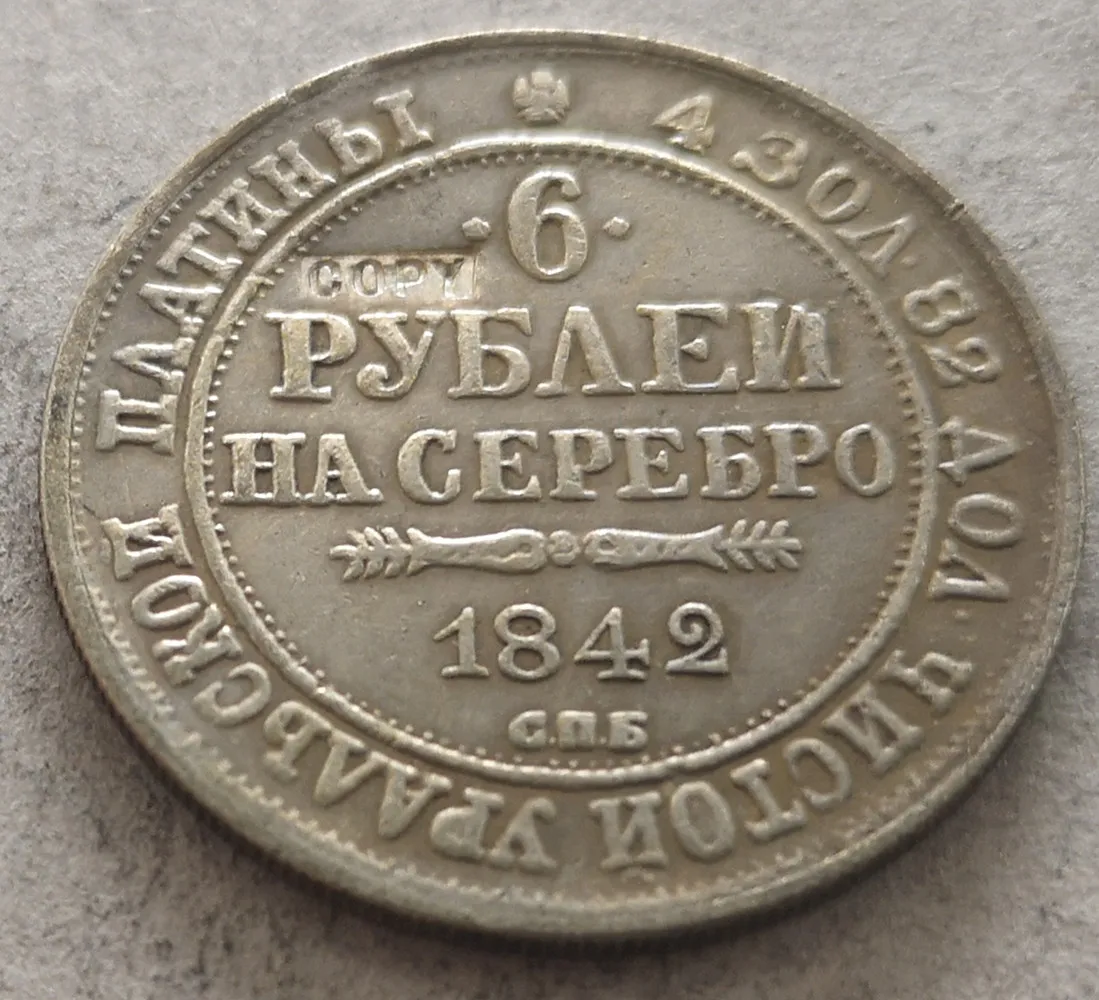 ·6·
COPY
РУБЛЕЙ
НА СЕРЕБРО
1842
С.П.Б
4 ЗОЛ·82 ДОЛ·ЧИСТОЙ УРАЛЬСКОЙ ПЛАТИНЫ